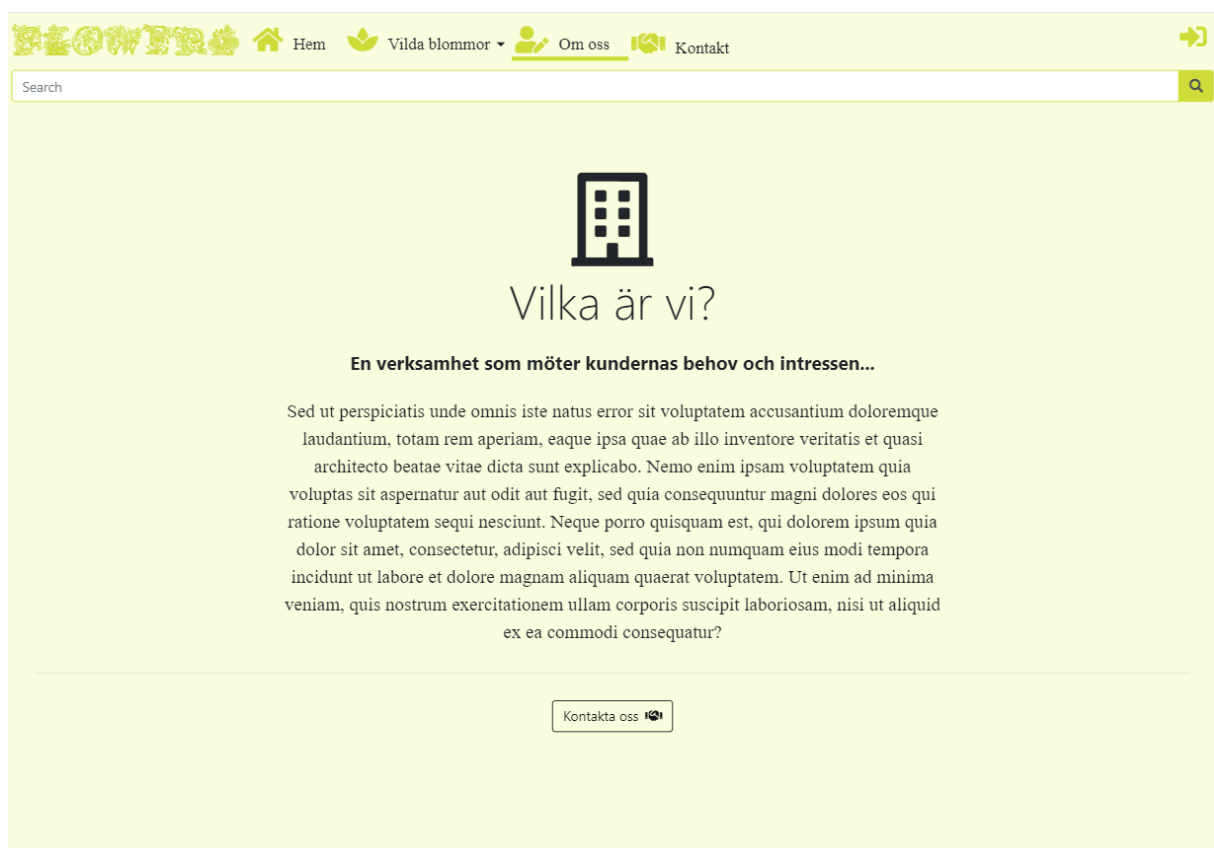 FLOWERS Hem Vilda blommor Om oss Kontakt
Search
Vilka är vi?
En verksamhet som möter kundernas behov och intressen...
Sed ut perspiciatis unde omnis iste natus error sit voluptatem accusantium doloremque
laudantium, totam rem aperiam, eaque ipsa quae ab illo inventore veritatis et quasi
architecto beatae vitae dicta sunt explicabo. Nemo enim ipsam voluptatem quia
voluptas sit aspernatur aut odit aut fugit, sed quia consequuntur magni dolores eos qui
ratione voluptatem sequi nesciunt. Neque porro quisquam est, qui dolorem ipsum quia
dolor sit amet, consectetur, adipisci velit, sed quia non numquam eius modi tempora
incidunt ut labore et dolore magnam aliquam quaerat voluptatem. Ut enim ad minima
veniam, quis nostrum exercitationem ullam corporis suscipit laboriosam, nisi ut aliquid
ex ea commodi consequatur?
Kontakta oss